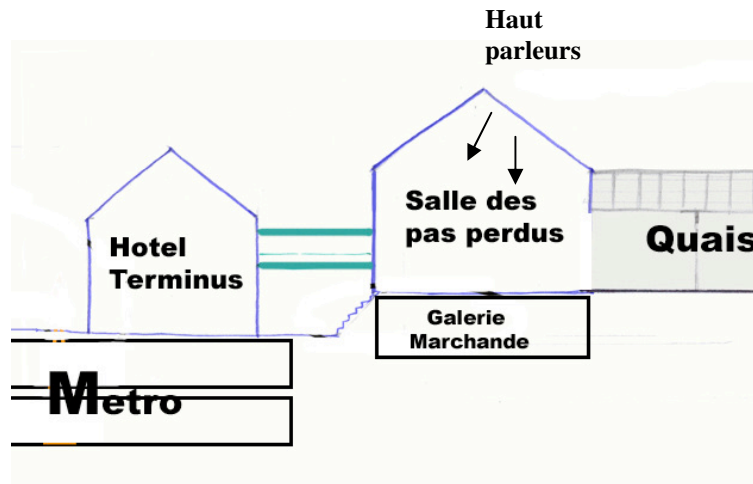 Haut
parleurs
Salle des
pas perdus
Quais
Hotel
Terminus
Galerie
Marchande
Metro